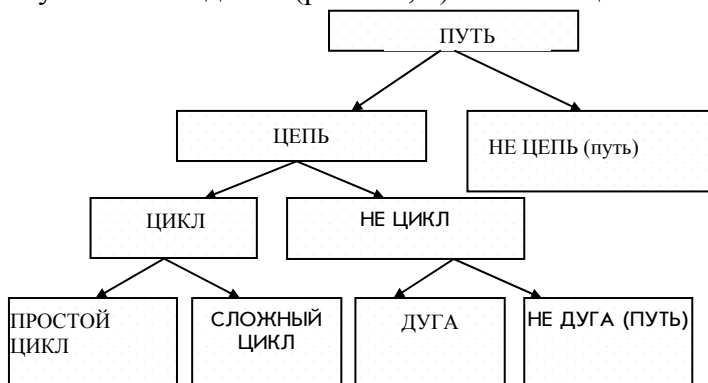 ПУТЬ
ЦЕПЬ
НЕ ЦЕПЬ (путь)
ЦИКЛ
НЕ ЦИКЛ
ПРОСТОЙ
ЦИКЛ
СЛОЖНЫЙ
ЦИКЛ
ДУГА
НЕ ДУГА (ПУТЬ)